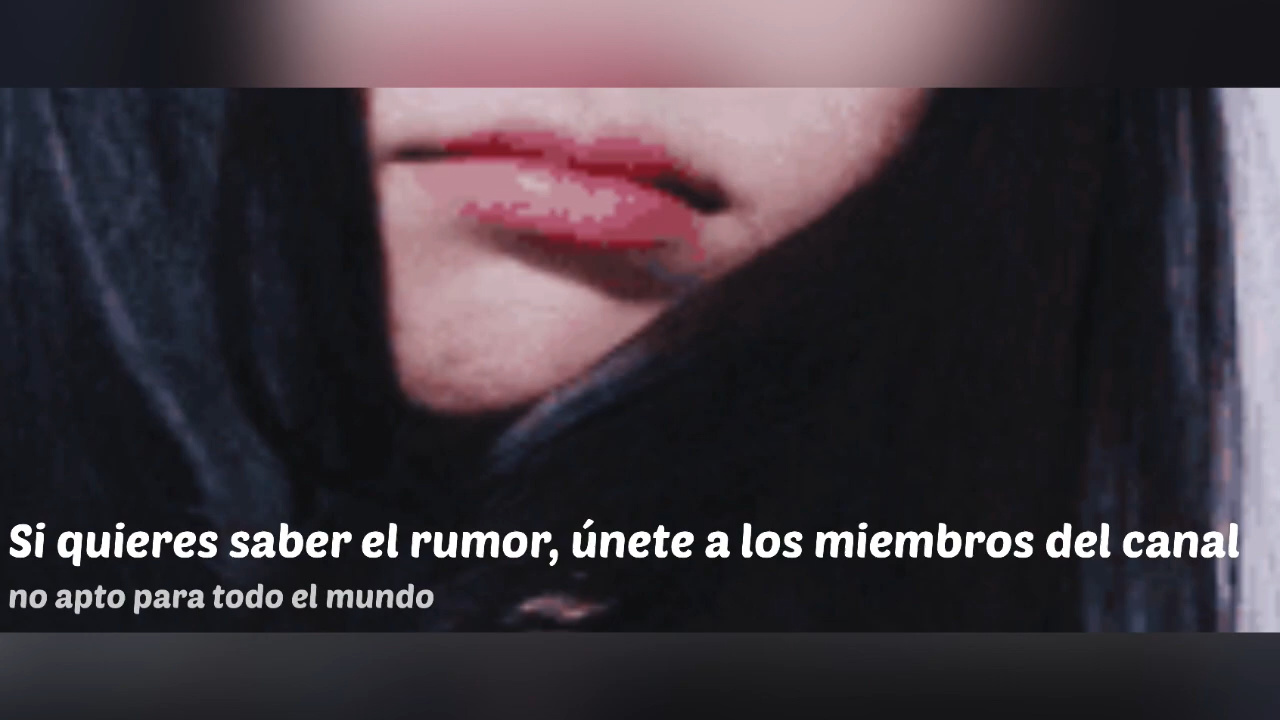 Si quieres saber el rumor, únete a los miembros del canal
no apto para todo el mundo